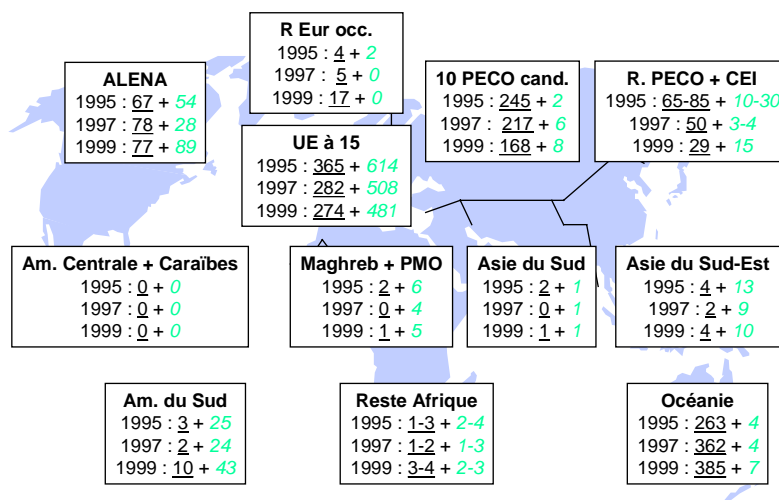 R Eur occ.
1995 : 4 + 2
1997 : 5 + 0
1999 : 17 + 0
ALENA
1995 : 67 + 54
1997 : 78 + 28
1999 : 77 + 89
10 PECO cand.
1995 : 245 + 2
1997 : 217 + 6
1999 : 168 + 8
R. PECO + CEI
1995 : 65-85 + 10-30
1997 : 50 + 3-4
1999 : 29 + 15
UE à 15
1995 : 365 + 614
1997 : 282 + 508
1999 : 274 + 481
Am. Centrale + Caraïbes
1995 : 0 + 0
1997 : 0 + 0
1999 : 0 + 0
Maghreb + PMO
1995 : 2 + 6
1997 : 0 + 4
1999 : 1 + 5
Asie du Sud
1995 : 2 + 1
1997 : 0 + 1
1999 : 1 + 1
Asie du Sud-Est
1995 : 4 + 13
1997 : 2 + 9
1999 : 4 + 10
Am. du Sud
1995 : 3 + 25
1997 : 2 + 24
1999 : 10 + 43
Reste Afrique
1995 : 1-3 + 2-4
1997 : 1-2 + 1-3
1999 : 3-4 + 2-3
Océanie
1995 : 263 + 4
1997 : 362 + 4
1999 : 385 + 7